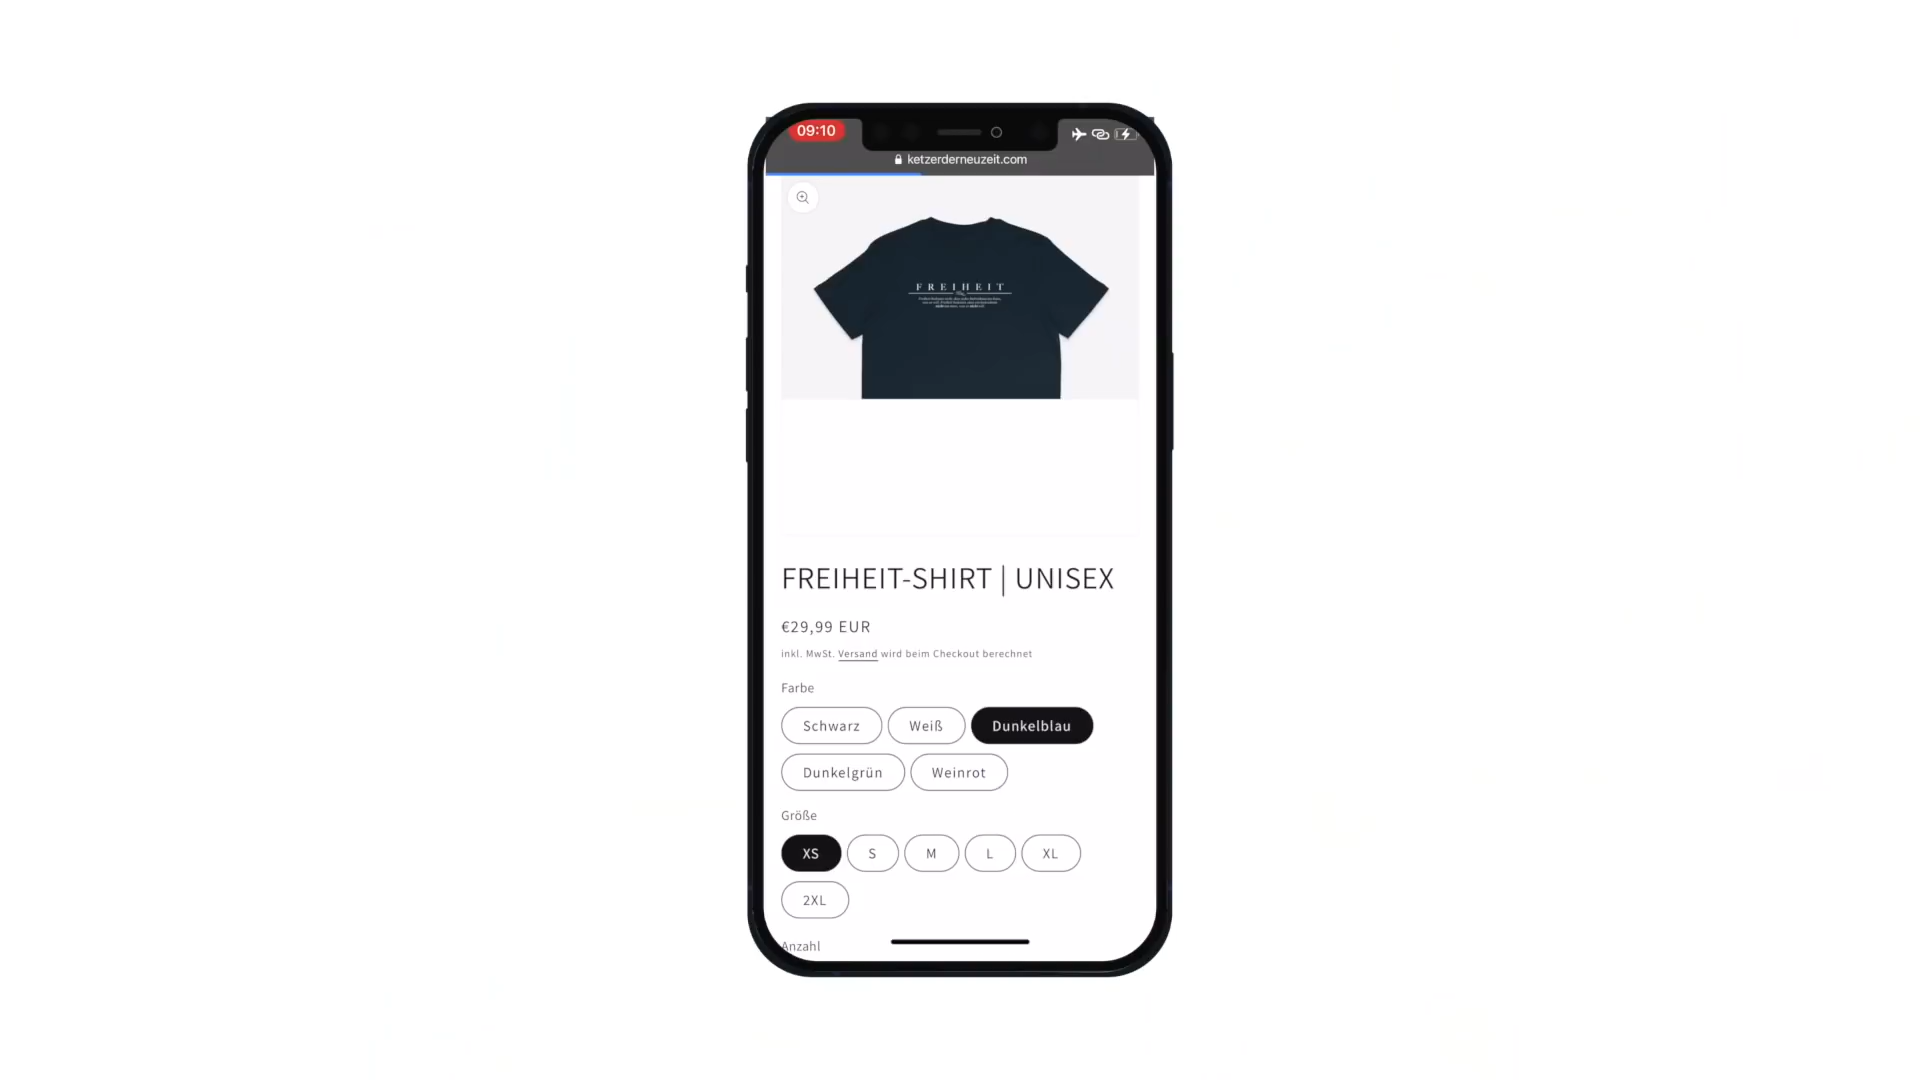 09:10
ketzerderneuzeit.com
FREIHEIT
FREIHEIT-SHIRT | UNISEX
€29,99 EUR
inkl. MwSt. Versand wird beim Checkout berechnet
Farbe
Schwarz Weiß Dunkelblau
Dunkelgrün Weinrot
Größe
XS S M L XL
2XL
Anzahl